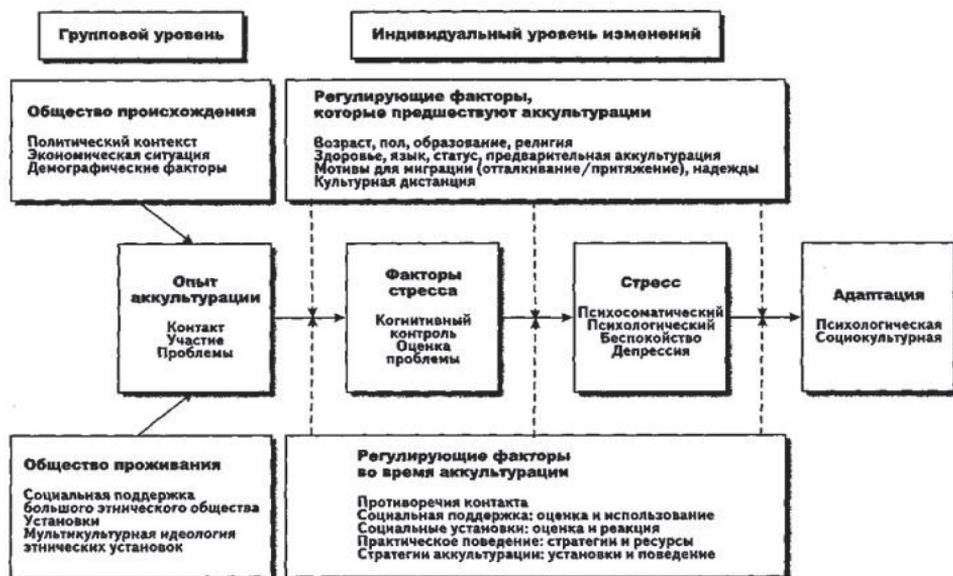 Групповой уровень
Индивидуальный уровень изменений
Общество происхождения
Политический контекст
Экономическая ситуация
Демографические факторы
Регулирующие факторы,
которые предшествуют аккультурации
Возраст, пол, образование, религия
Здоровье, язык, статус, предварительная аккультурация
Мотивы для миграции (отталкивание/притяжение), надежды
Культурная дистанция
Опыт
аккультурации
Контакт
Участие
Проблемы
Факторы
стресса
Когнитивный
контроль
Оценка
проблемы
Стресс
Психосоматический
Психологический
Беспокойство
Депрессия
Адаптация
Психологическая
Социокультурная
Общество проживания
Социальная поддержка
большого этнического общества
Установки
Мультикультурная идеология
этнических установок
Регулирующие факторы
во время аккультурации
Противоречия контакта
Социальная поддержка: оценка и использование
Социальные установки: оценка и реакция
Практическое поведение: стратегии и ресурсы
Стратегии аккультурации: установки и поведение